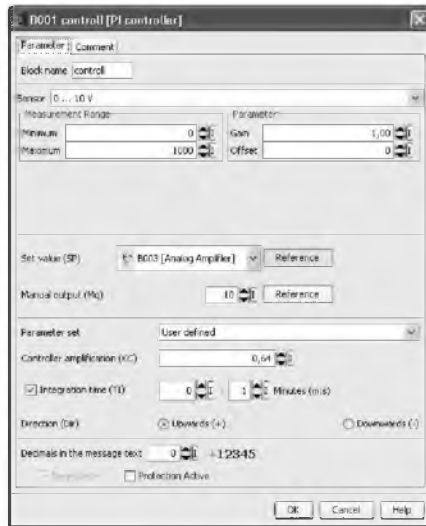 B001 controll [PI controller]
Parameter Comment
Block name controll
Sensor 0 ... 10 V
Measurement Range
Minimum 0
Maximum 1000
Parameter
Gain 1,00
Offset 0
Set value (SP) B003 [Analog Amplifier] Reference
Manual output (Mq) 10 Reference
Parameter set User defined
Controller amplification (KC) 0,64
Integration time (TI) 0 : 1 Minutes (m:s)
Direction (Dir) Upwards (+) Downwards (-)
Decimals in the message text 0 +12345
Protection Active
OK Cancel Help